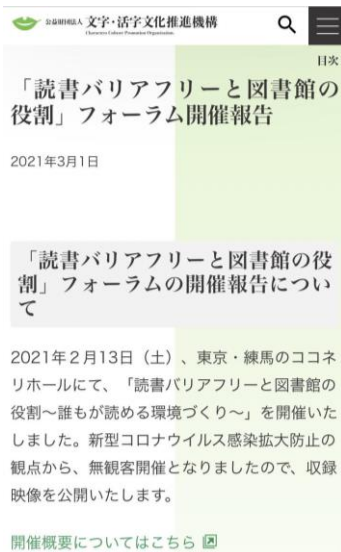 公益財団法人 文字・活字文化推進機構
Characters Culture Promotion Organization
目次
「読書バリアフリーと図書館の
役割」フォーラム開催報告
2021年3月1日
「読書バリアフリーと図書館の役
割」フォーラムの開催報告につい
て
2021年2月13日（土）、東京・練馬のココネ
リホールにて、「読書バリアフリーと図書館の
役割〜誰もが読める環境づくり〜」を開催いた
しました。新型コロナウイルス感染拡大防止の
観点から、無観客開催となりましたので、収録
映像を公開いたします。
開催概要についてはこちら